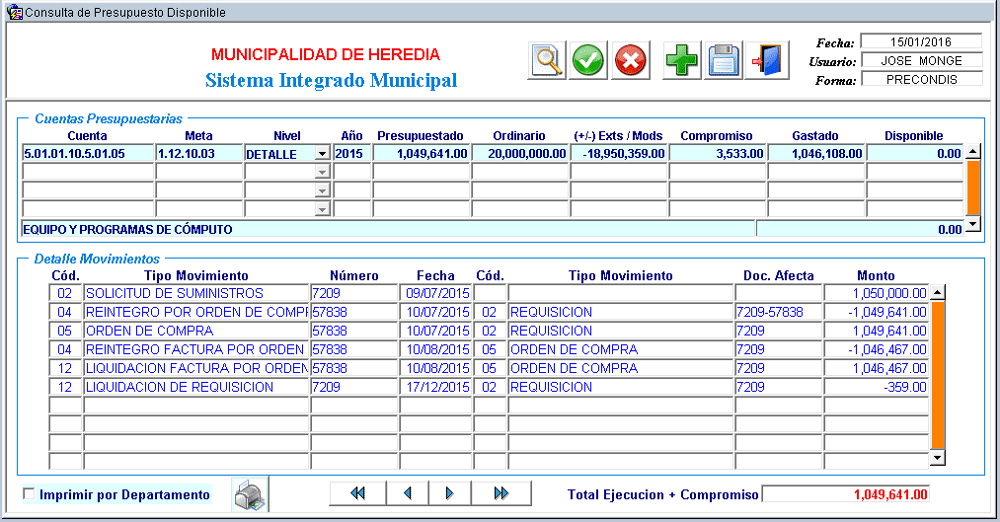 Consulta de Presupuesto Disponible
MUNICIPALIDAD DE HEREDIA
Sistema Integrado Municipal
Fecha: 15/01/2016
Usuario: JOSE MONGE
Forma: PRECONDIS
Cuentas Presupuestarias
Cuenta Meta Nivel Año Presupuestado Ordinario (+/-) Exts / Mods Compromiso Gastado Disponible
5.01.01.10.5.01.05 1.12.10.03 DETALLE 2015 1,049,641.00 20,000,000.00 -18,950,359.00 3,533.00 1,046,108.00 0.00
EQUIPO Y PROGRAMAS DE CÓMPUTO 0.00
Detalle Movimientos
Cód. Tipo Movimiento Número Fecha Cód. Tipo Movimiento Doc. Afecta Monto
02 SOLICITUD DE SUMINISTROS 7209 09/07/2015 1,050,000.00
04 REINTEGRO POR ORDEN DE COMPR 57838 10/07/2015 02 REQUISICION 7209-57838 -1,049,641.00
05 ORDEN DE COMPRA 57838 10/07/2015 02 REQUISICION 7209 1,049,641.00
04 REINTEGRO FACTURA POR ORDEN 57838 10/08/2015 05 ORDEN DE COMPRA 7209 -1,046,467.00
12 LIQUIDACION FACTURA POR ORDEN 57838 10/08/2015 05 ORDEN DE COMPRA 7209 1,046,467.00
12 LIQUIDACION DE REQUISICION 7209 17/12/2015 02 REQUISICION 7209 -359.00
Imprimir por Departamento Total Ejecucion + Compromiso 1,049,641.00